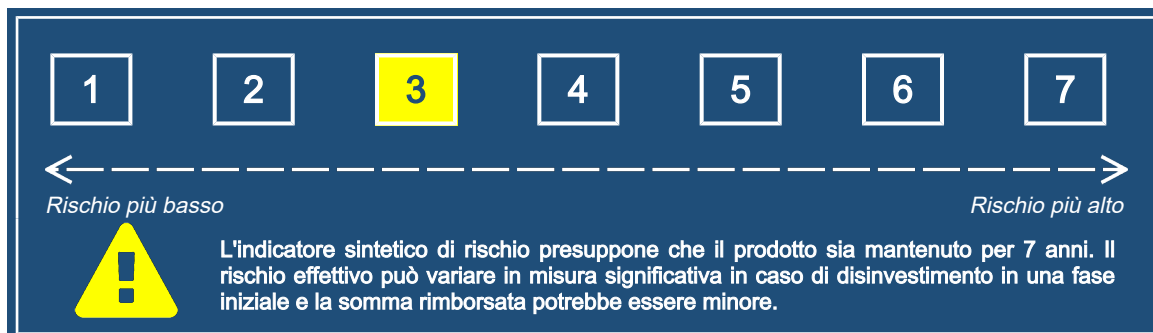 1 2 3 4 5 6 7
Rischio più basso Rischio più alto
L'indicatore sintetico di rischio presuppone che il prodotto sia mantenuto per 7 anni. Il
rischio effettivo può variare in misura significativa in caso di disinvestimento in una fase
iniziale e la somma rimborsata potrebbe essere minore.